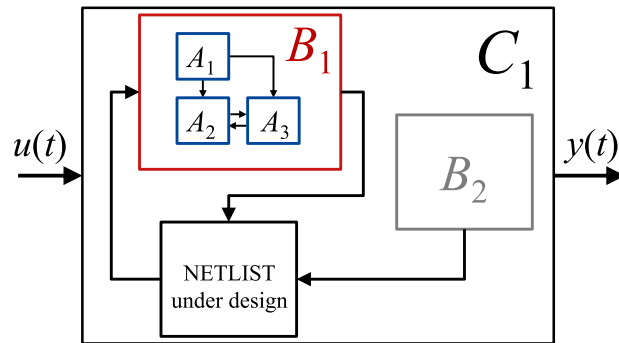 B₁
C₁
A₁
A₂ A₃
u(t)
y(t)
B₂
NETLIST
under design